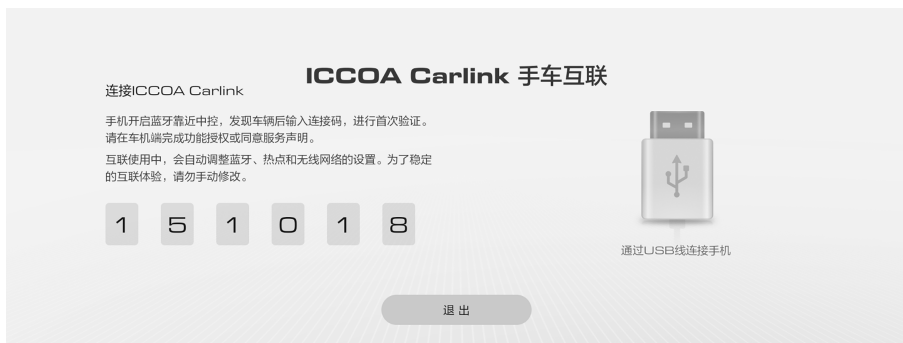 ICCOA Carlink 手车互联
连接ICCOA Carlink
手机开启蓝牙靠近中控，发现车辆后输入连接码，进行首次验证。
请在车机端完成功能授权或同意服务声明。
互联使用中，会自动调整蓝牙、热点和无线网络的设置。为了稳定
的互联体验，请勿手动修改。
1 5 1 0 1 8
通过USB线连接手机
退出